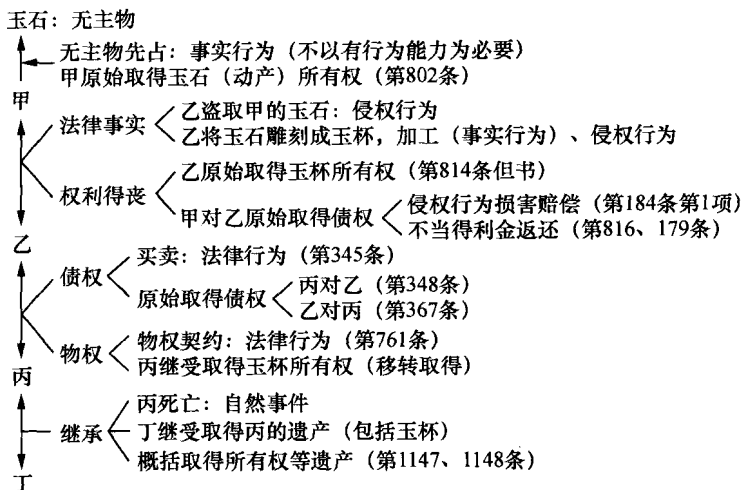 玉石：无主物
无主物先占：事实行为（不以有行为能力为必要）
甲原始取得玉石（动产）所有权（第802条）
甲
法律事实
乙盗取甲的玉石：侵权行为
乙将玉石雕刻成玉杯，加工（事实行为）、侵权行为
权利得丧
乙原始取得玉杯所有权（第814条但书）
甲对乙原始取得债权
侵权行为损害赔偿（第184条第1项）
不当得利金返还（第816、179条）
乙
债权
买卖：法律行为（第345条）
原始取得债权
丙对乙（第348条）
乙对丙（第367条）
物权
物权契约：法律行为（第761条）
丙继受取得玉杯所有权（移转取得）
丙
继承
丙死亡：自然事件
丁继受取得丙的遗产（包括玉杯）
概括取得所有权等遗产（第1147、1148条）
丁